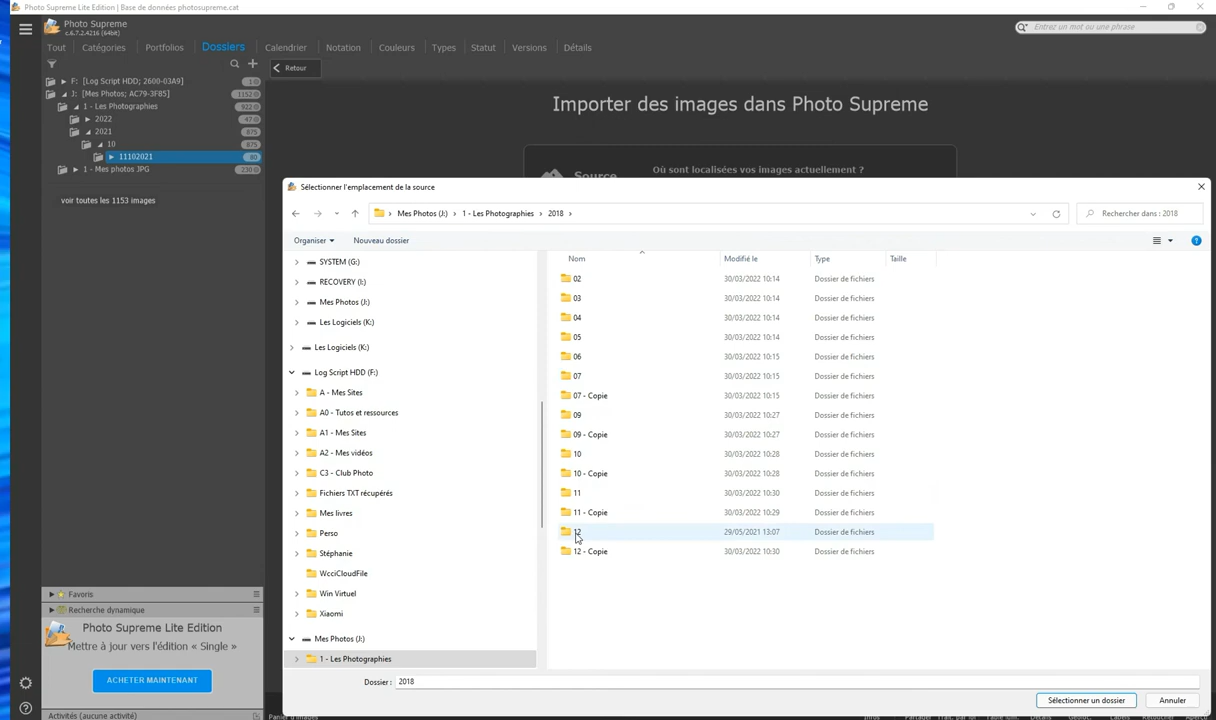 Photo Supreme Lite Edition | Base de données photosupreme.cat
Photo Supreme
c.6.7.2.4216 (64bit)
Entrez un mot ou une phrase
Tout Catégories Portfolios Dossiers Calendrier Notation Couleurs Types Statut Versions Détails
Retour
F: [Log Script HDD; 2600-03A9]
J: [Mes Photos; AC79-3F85] 1152
1 - Les Photographies 922
2022 47
2021 875
10 875
11102021 80
1 - Mes photos JPG 230
voir toutes les 1153 images
Importer des images dans Photo Supreme
Source
Où sont localisées vos images actuellement ?
Sélectionner l'emplacement de la source
Mes Photos (J:) > 1 - Les Photographies > 2018 >
Rechercher dans : 2018
Organiser Nouveau dossier
SYSTEM (G:)
RECOVERY (I:)
Mes Photos (J:)
Les Logiciels (K:)
Les Logiciels (K:)
Log Script HDD (F:)
A - Mes Sites
A0 - Tutos et ressources
A1 - Mes Sites
A2 - Mes vidéos
C3 - Club Photo
Fichiers TXT récupérés
Mes livres
Perso
Stéphanie
WcciCloudFile
Win Virtuel
Xiaomi
Mes Photos (J:)
1 - Les Photographies
Nom Modifié le Type Taille
02 30/03/2022 10:14 Dossier de fichiers
03 30/03/2022 10:14 Dossier de fichiers
04 30/03/2022 10:14 Dossier de fichiers
05 30/03/2022 10:14 Dossier de fichiers
06 30/03/2022 10:15 Dossier de fichiers
07 30/03/2022 10:15 Dossier de fichiers
07 - Copie 30/03/2022 10:15 Dossier de fichiers
09 30/03/2022 10:27 Dossier de fichiers
09 - Copie 30/03/2022 10:27 Dossier de fichiers
10 30/03/2022 10:28 Dossier de fichiers
10 - Copie 30/03/2022 10:28 Dossier de fichiers
11 30/03/2022 10:30 Dossier de fichiers
11 - Copie 30/03/2022 10:29 Dossier de fichiers
12 29/05/2021 13:07 Dossier de fichiers
12 - Copie 30/03/2022 10:30 Dossier de fichiers
Dossier : 2018
Sélectionner un dossier Annuler
Favoris
Recherche dynamique
Photo Supreme Lite Edition
Mettre à jour vers l'édition « Single »
ACHETER MAINTENANT
Activités (aucune activité)
Panier d'images